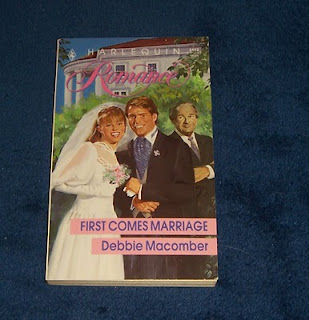 HARLEQUIN
Romance
FIRST COMES MARRIAGE
Debbie Macomber